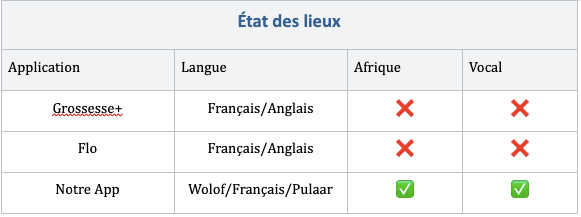 État des lieux
Application Langue Afrique Vocal
Grossesse+ Français/Anglais ❌ ❌
Flo Français/Anglais ❌ ❌
Notre App Wolof/Français/Pulaar ✅ ✅